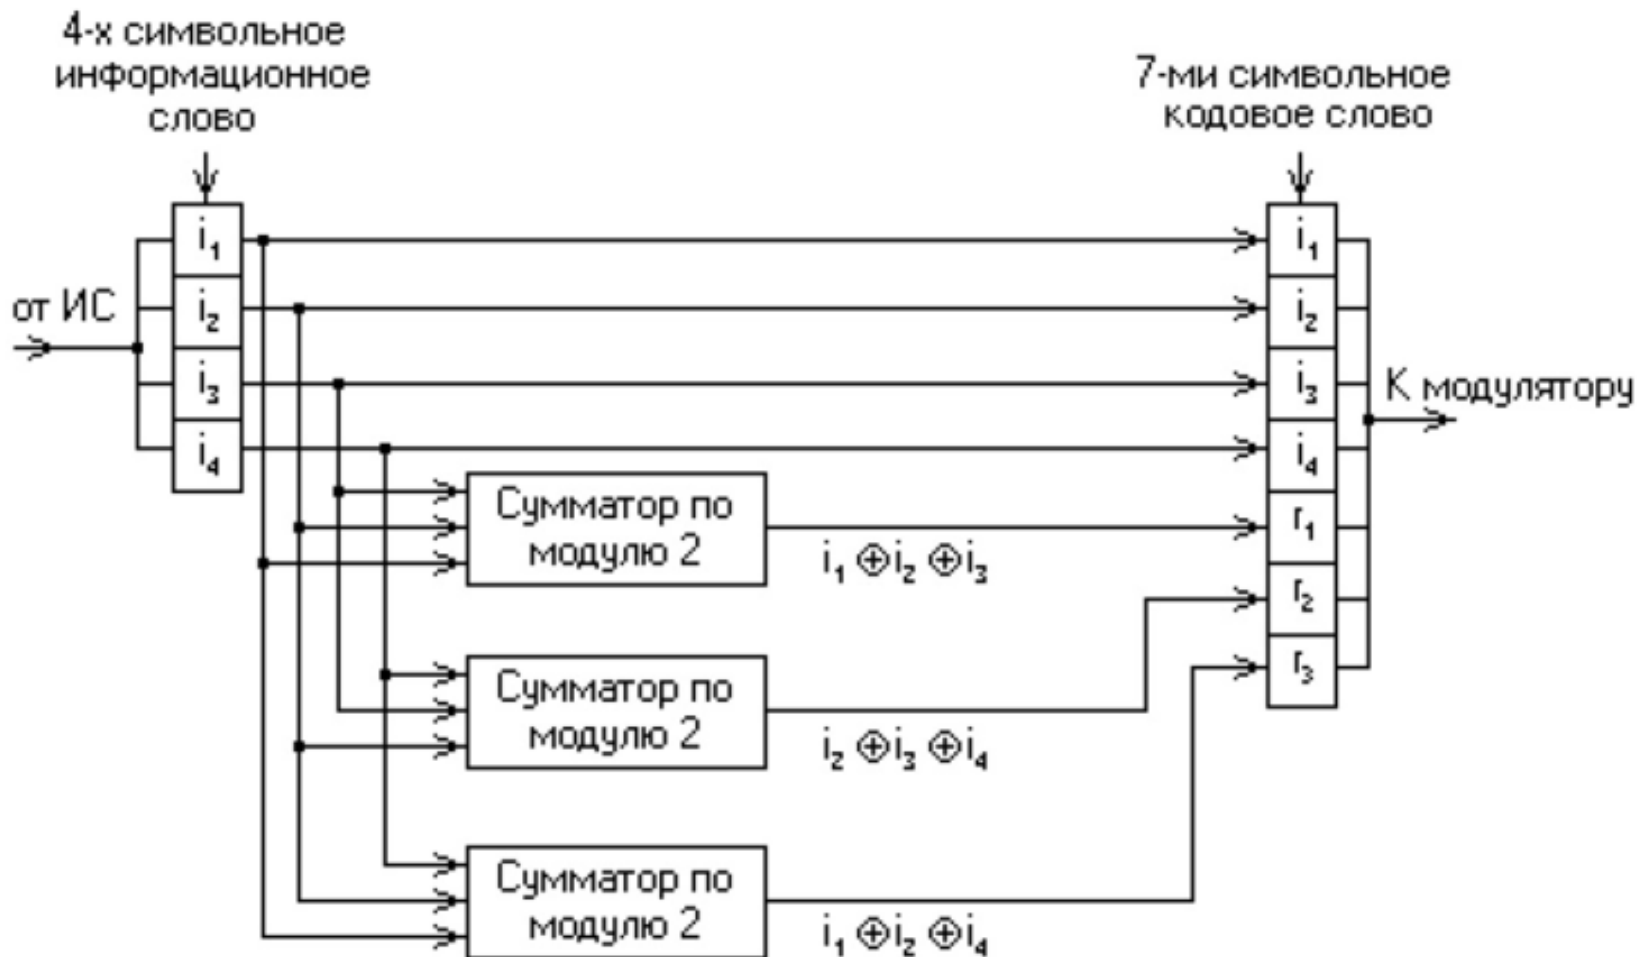 4-х символьное
информационное
слово
7-ми символьное
кодовое слово
от ИС
i₁
i₂
i₃
i₄
i₁
i₂
i₃
i₄
r₁
r₂
r₃
К модулятору
Сумматор по
модулю 2
i₁ ⊕ i₂ ⊕ i₃
Сумматор по
модулю 2
i₂ ⊕ i₃ ⊕ i₄
Сумматор по
модулю 2
i₁ ⊕ i₂ ⊕ i₄